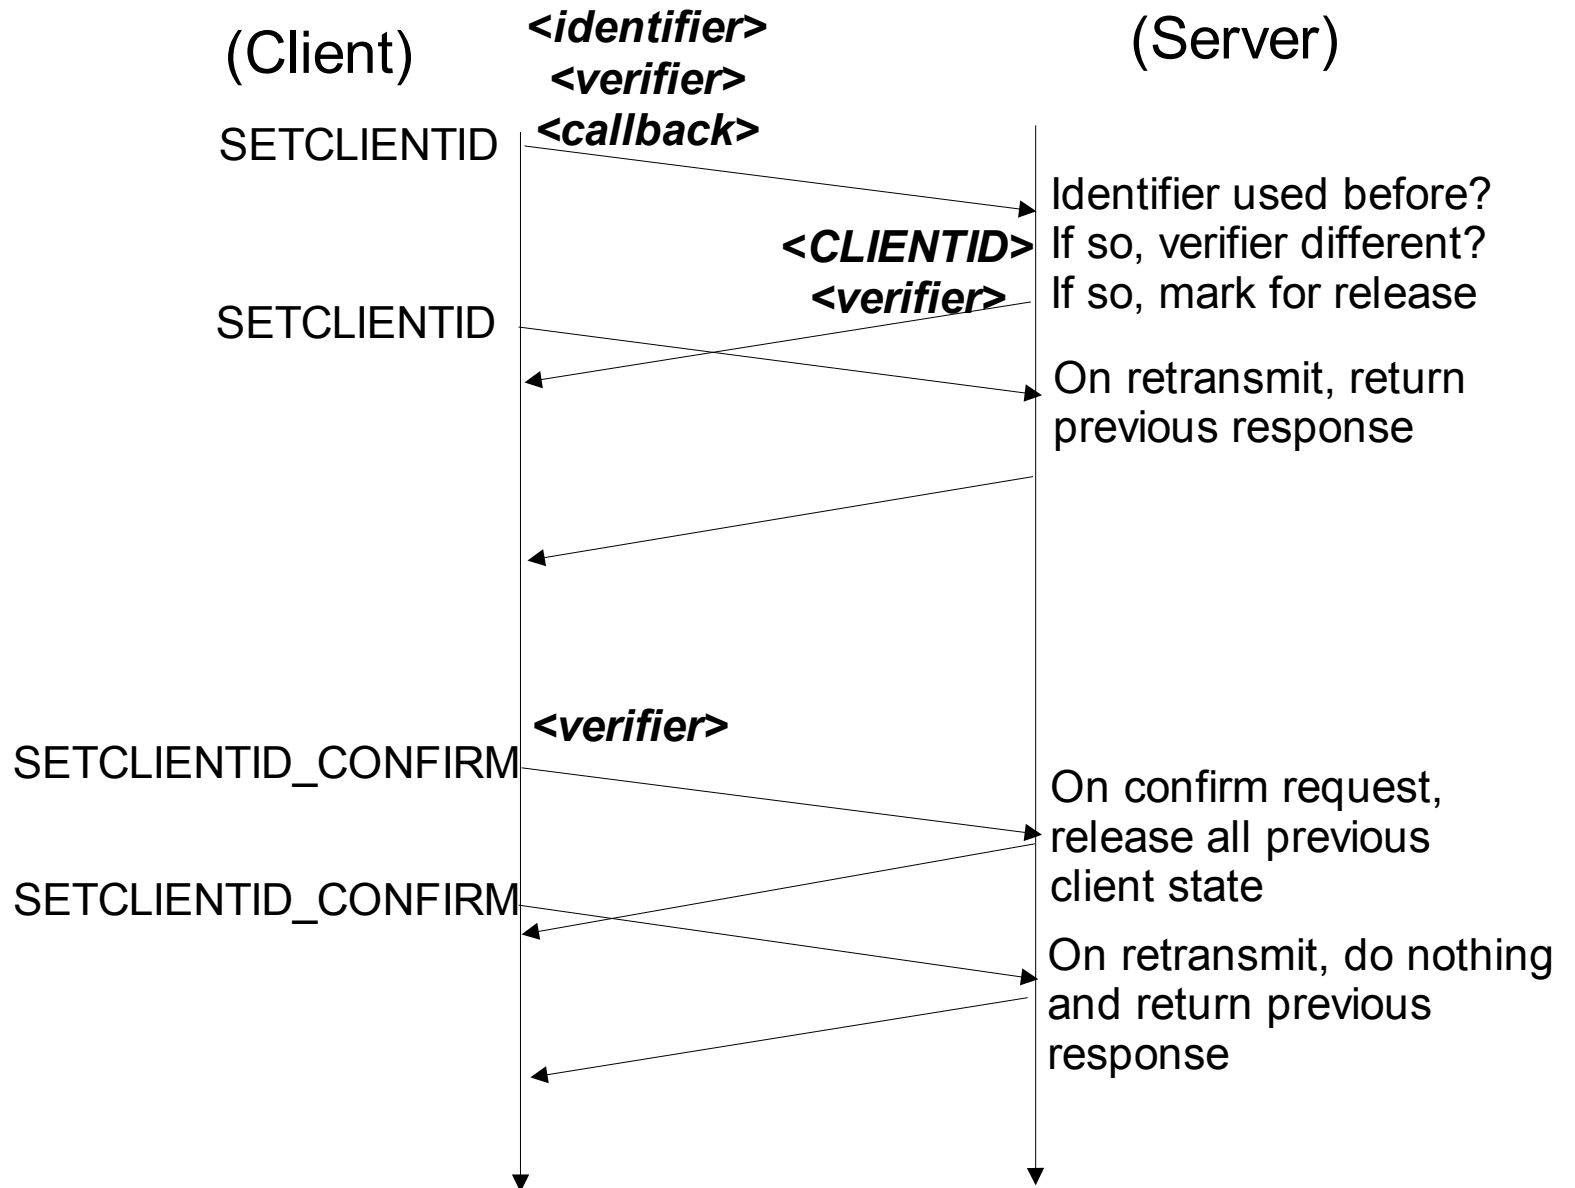 (Client)
<identifier>
<verifier>
<callback>
(Server)
SETCLIENTID
Identifier used before?
If so, verifier different?
If so, mark for release
<CLIENTID>
<verifier>
SETCLIENTID
On retransmit, return
previous response
<verifier>
SETCLIENTID_CONFIRM
On confirm request,
release all previous
client state
SETCLIENTID_CONFIRM
On retransmit, do nothing
and return previous
response